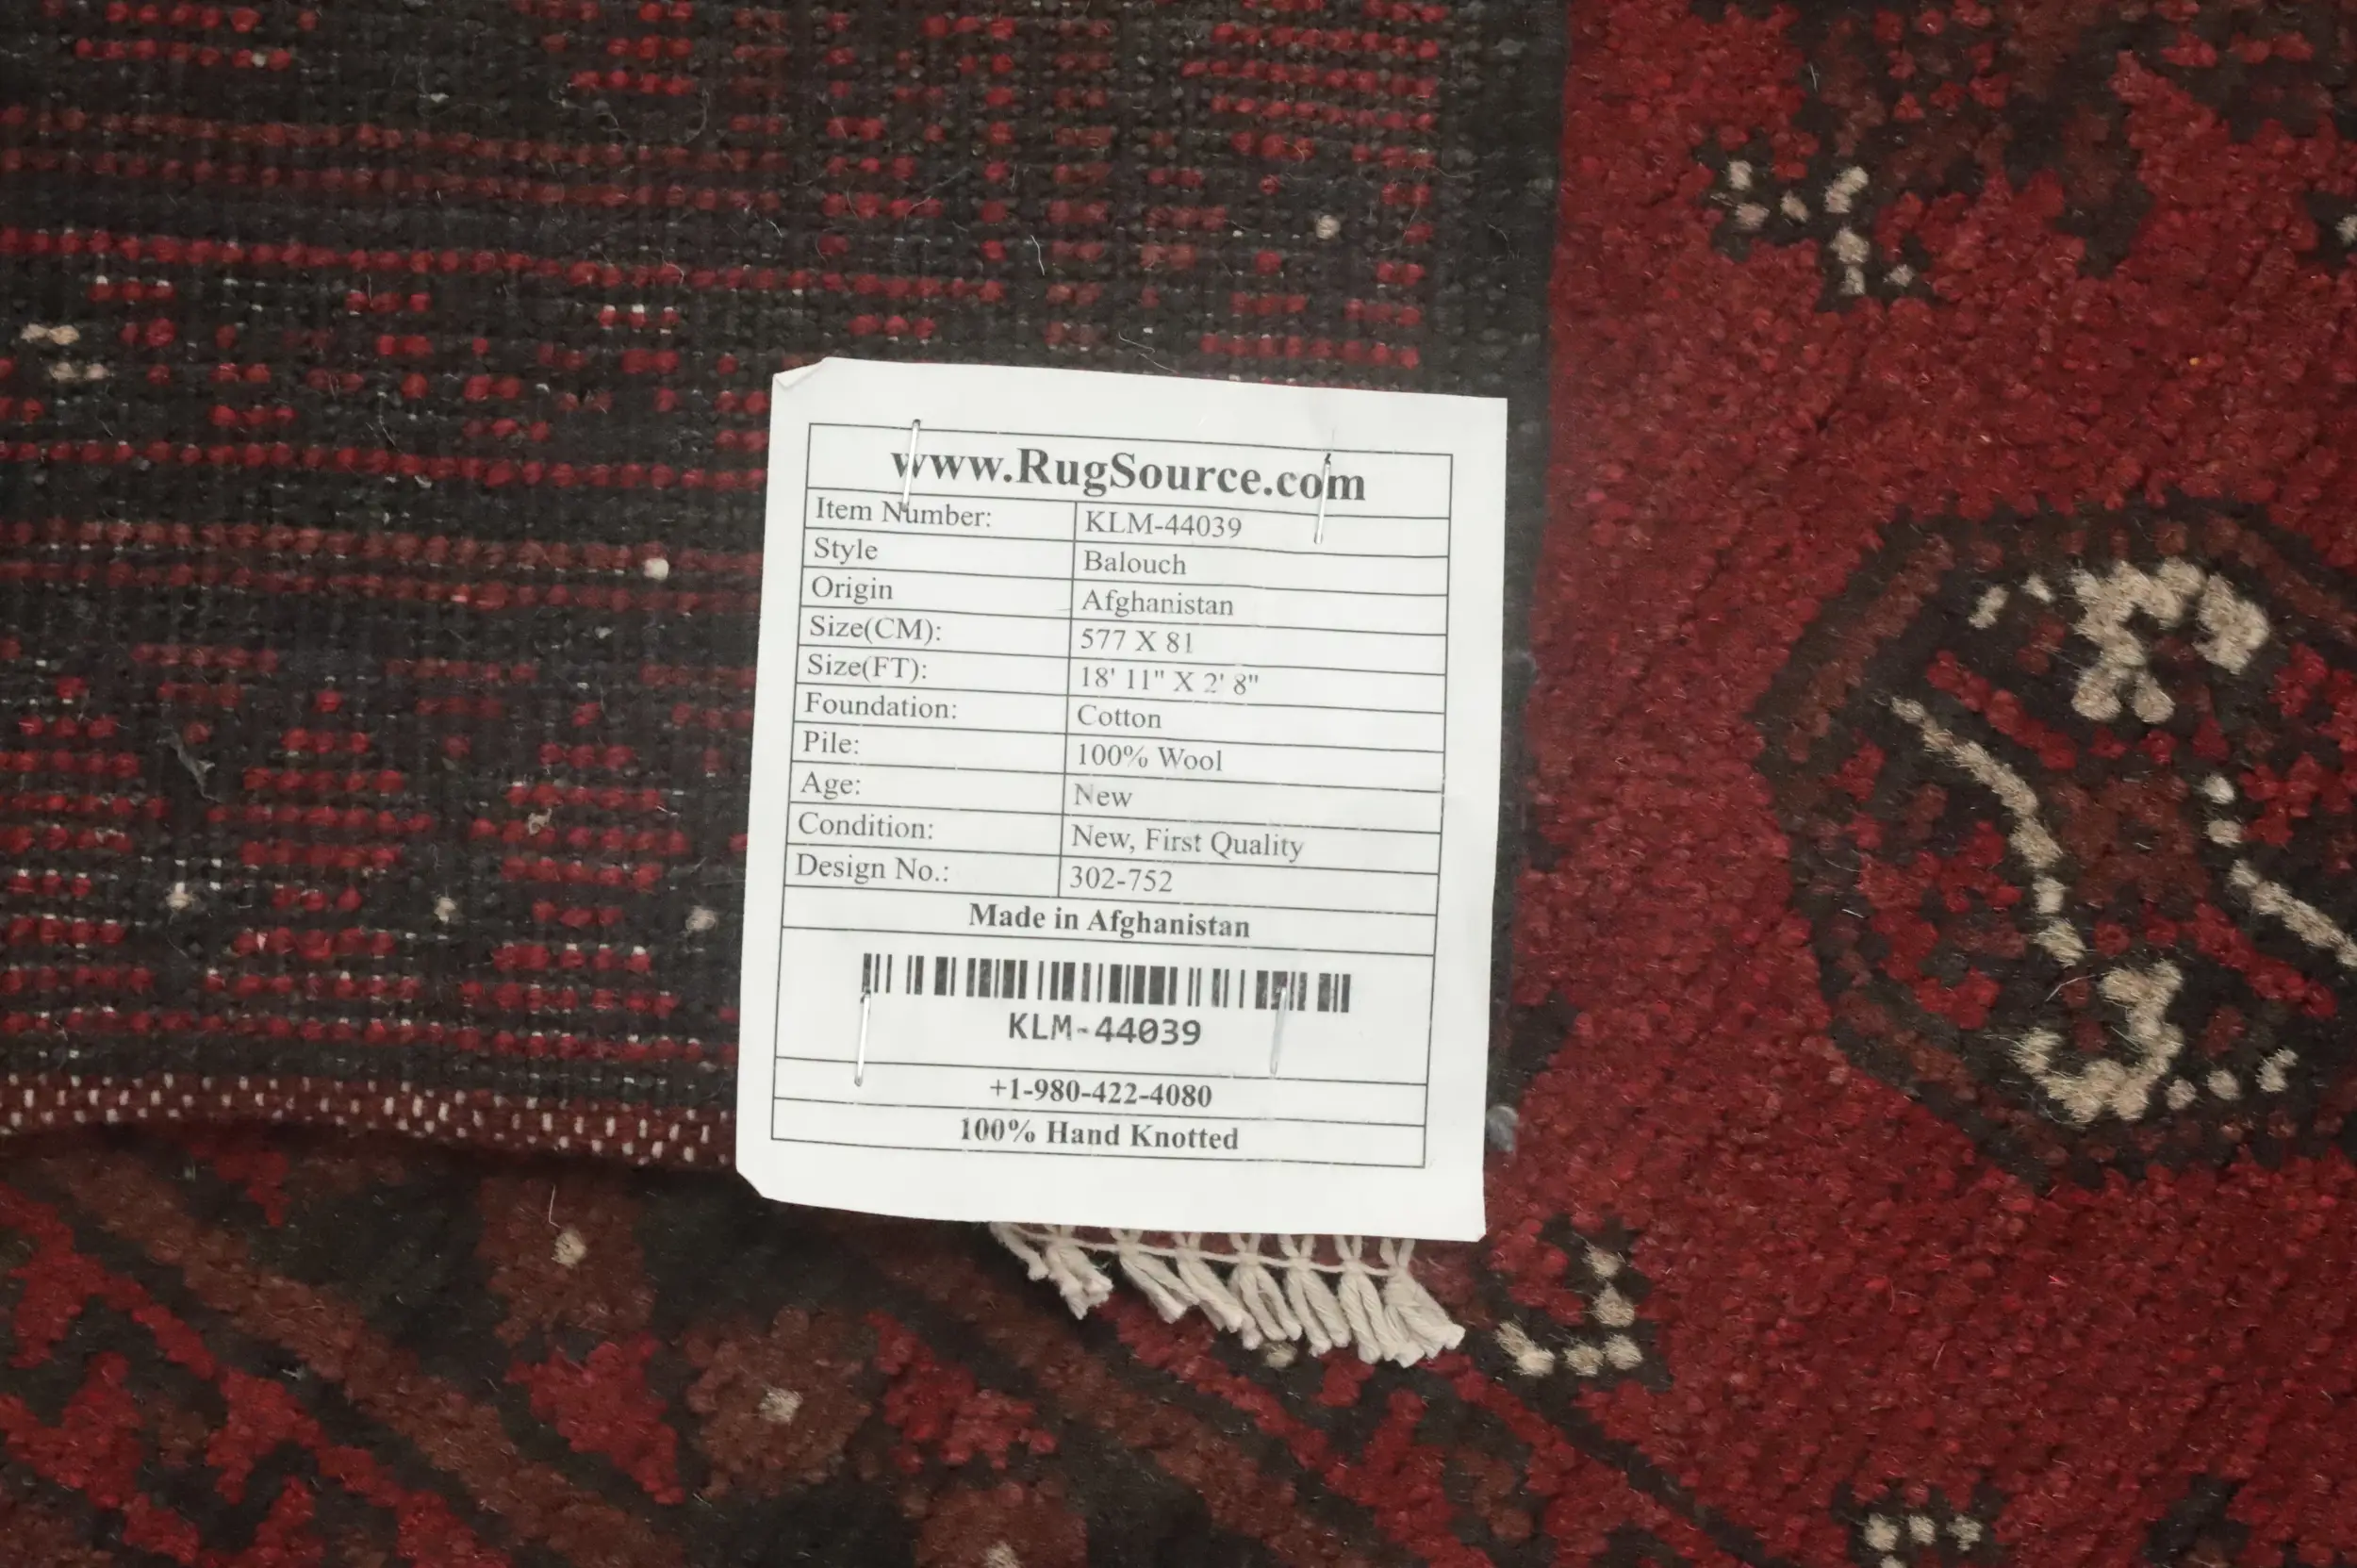 www.RugSource.com
Item Number: KLM-44039
Style Balouch
Origin Afghanistan
Size(CM): 577 X 81
Size(FT): 18' 11" X 2' 8"
Foundation: Cotton
Pile: 100% Wool
Age: New
Condition: New, First Quality
Design No.: 302-752
Made in Afghanistan
KLM-44039
+1-980-422-4080
100% Hand Knotted